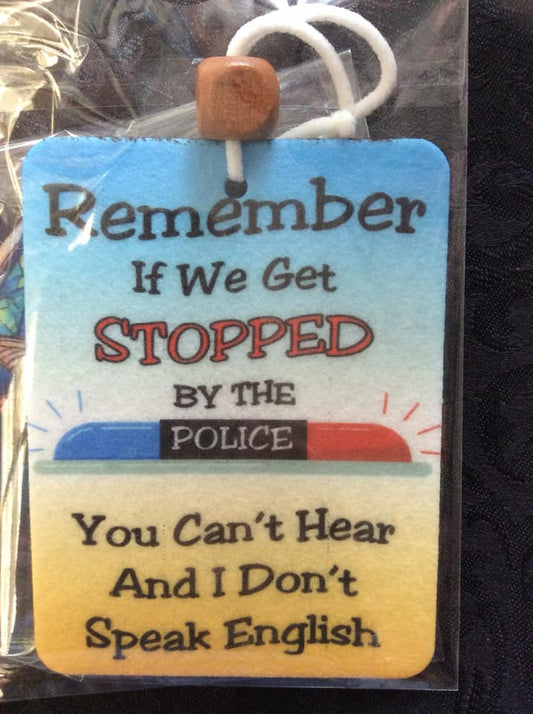 Remember
If We Get
STOPPED
BY THE
POLICE
You Can't Hear
And I Don't
Speak English